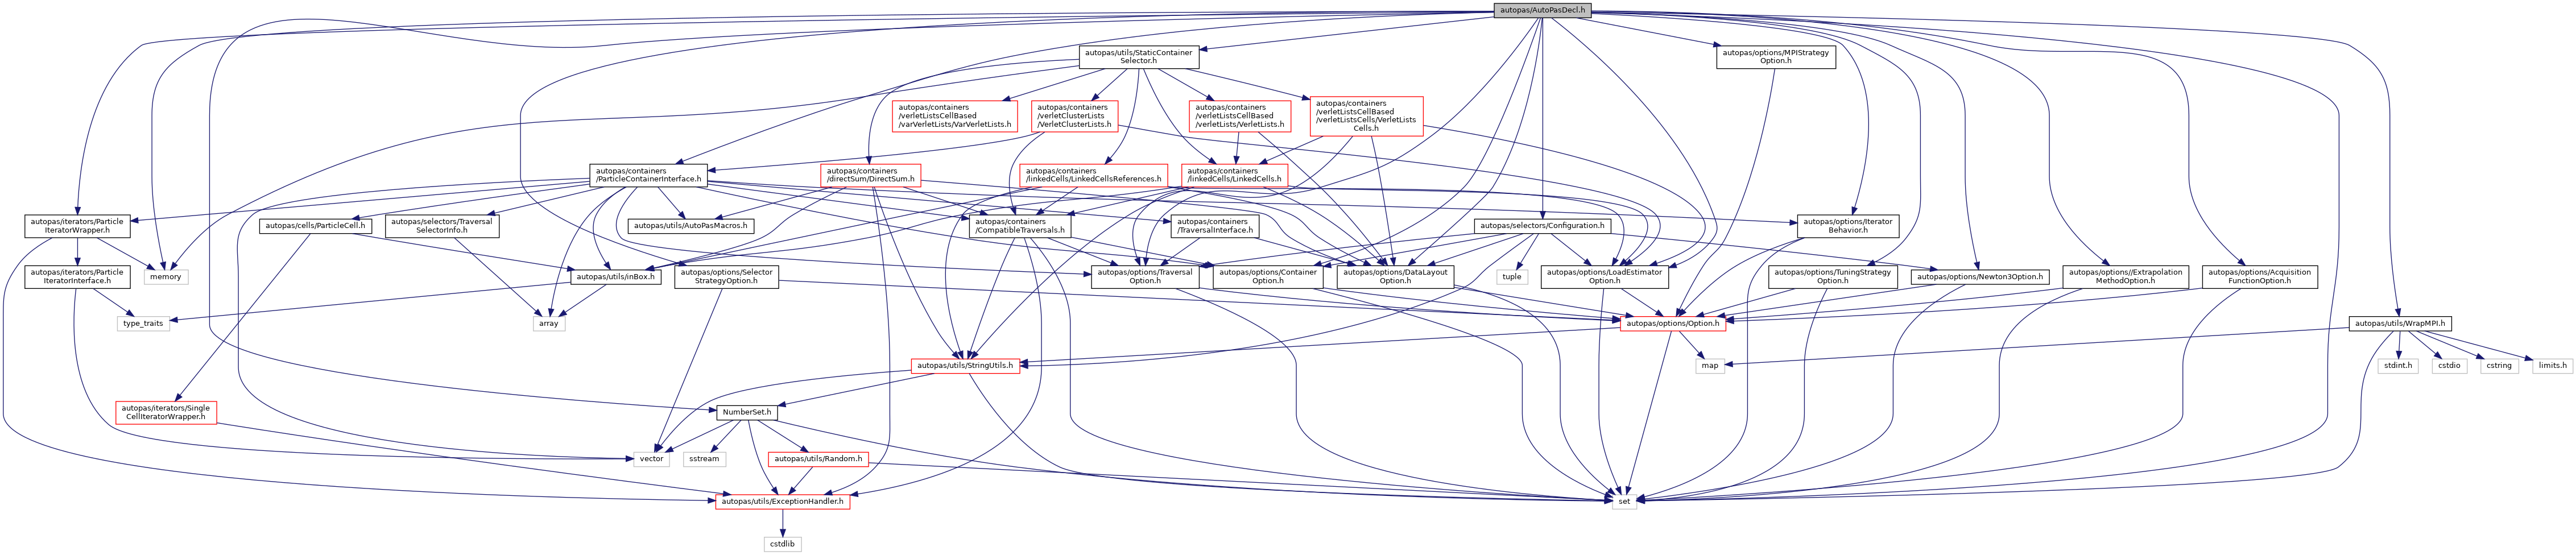 autopas/AutoPasDecl.h
autopas/utils/StaticContainer
Selector.h
autopas/options/MPIStrategy
Option.h
autopas/containers
/verletListsCellBased
/varVerletLists/VarVerletLists.h
autopas/containers
/verletClusterLists
/VerletClusterLists.h
autopas/containers
/verletListsCellBased
/verletLists/VerletLists.h
autopas/containers
/verletListsCellBased
/verletListsCells/VerletLists
Cells.h
autopas/containers
/ParticleContainerInterface.h
autopas/containers
/directSum/DirectSum.h
autopas/containers
/linkedCells/LinkedCellsReferences.h
autopas/containers
/linkedCells/LinkedCells.h
autopas/iterators/Particle
IteratorWrapper.h
autopas/cells/ParticleCell.h
autopas/selectors/Traversal
SelectorInfo.h
autopas/utils/AutoPasMacros.h
autopas/containers
/CompatibleTraversals.h
autopas/containers
/TraversalInterface.h
autopas/selectors/Configuration.h
autopas/options/Iterator
Behavior.h
autopas/iterators/Particle
IteratorInterface.h
memory
autopas/utils/inBox.h
autopas/options/Selector
StrategyOption.h
autopas/options/Traversal
Option.h
autopas/options/Container
Option.h
autopas/options/DataLayout
Option.h
tuple
autopas/options/LoadEstimator
Option.h
autopas/options/TuningStrategy
Option.h
autopas/options/Newton3Option.h
autopas/options//Extrapolation
MethodOption.h
autopas/options/Acquisition
FunctionOption.h
type_traits
array
autopas/options/Option.h
autopas/utils/WrapMPI.h
autopas/utils/StringUtils.h
map
stdint.h
cstdio
cstring
limits.h
autopas/iterators/Single
CellIteratorWrapper.h
NumberSet.h
vector
sstream
autopas/utils/Random.h
autopas/utils/ExceptionHandler.h
set
cstdlib